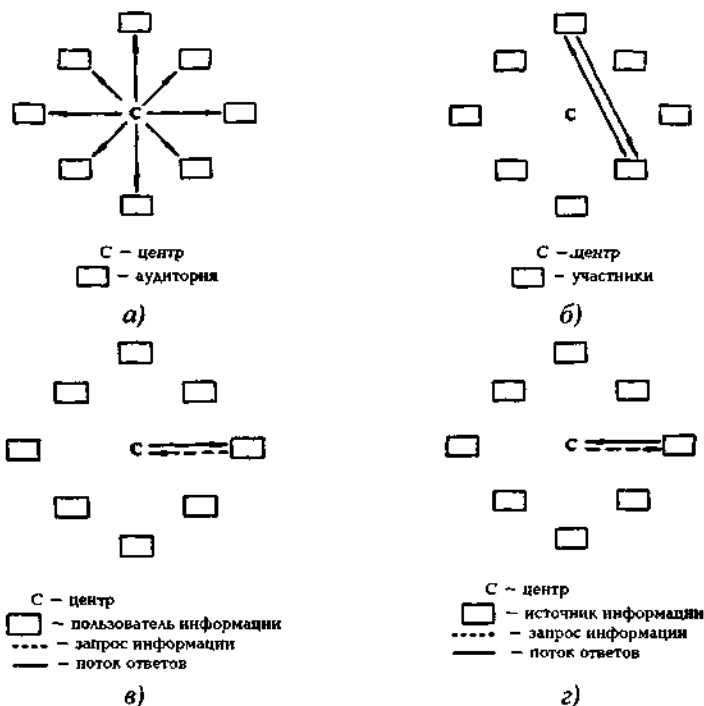 С
С – центр
– аудитория
а)
С
С – центр
– участники
б)
С
С – центр
– пользователь информации
– запрос информации
– поток ответов
в)
С
С – центр
– источник информации
– запрос информации
– поток ответов
г)